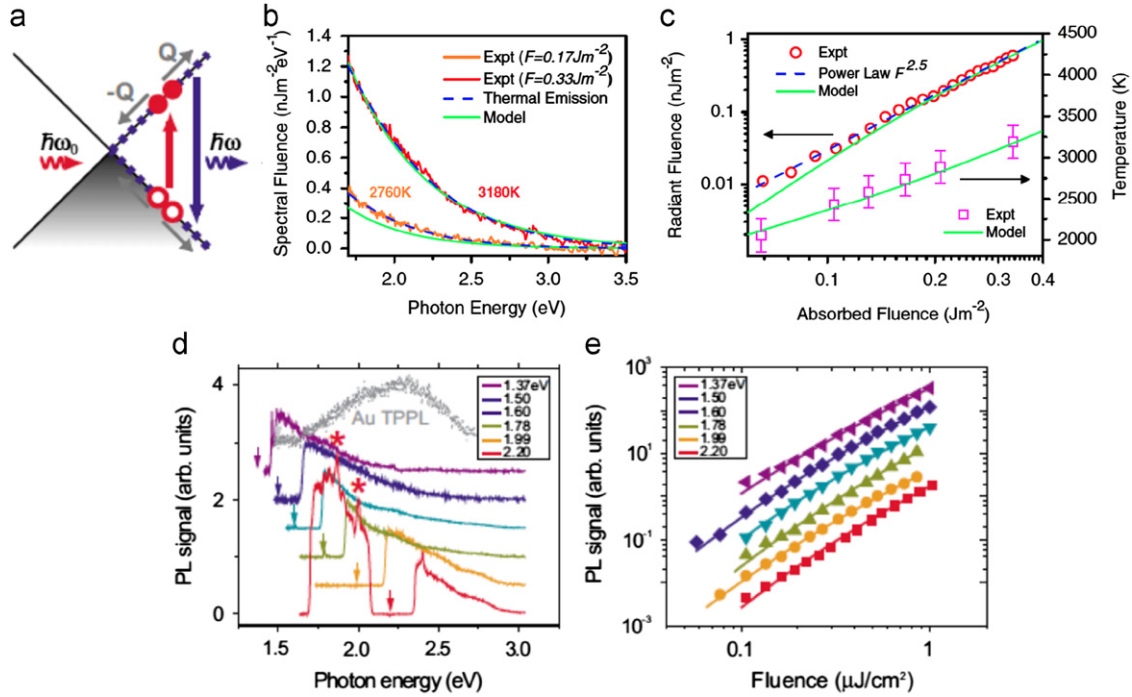 a
Q
-Q
ħω₀
ħω
b
Spectral Fluence (nJm⁻²eV⁻¹)
1.4
1.2
1.0
0.8
0.6
0.4
0.2
0.0
Expt (F=0.17Jm⁻²)
Expt (F=0.33Jm⁻²)
Thermal Emission
Model
2760K
3180K
2.0
2.5
3.0
3.5
Photon Energy (eV)
c
Radiant Fluence (nJm⁻²)
1
0.1
0.01
Expt
Power Law F^2.5
Model
Expt
Model
4500
4000
3500
3000
2500
2000
Temperature (K)
0.1
0.2
0.3
0.4
Absorbed Fluence (Jm⁻²)
d
PL signal (arb. units)
4
2
0
1.37eV
1.50
1.60
1.78
1.99
2.20
Au TPPL
*
*
1.5
2.0
2.5
3.0
Photon energy (eV)
e
PL signal (arb. units)
10³
10¹
10⁻¹
10⁻³
1.37eV
1.50
1.60
1.78
1.99
2.20
0.1
1
Fluence (μJ/cm²)